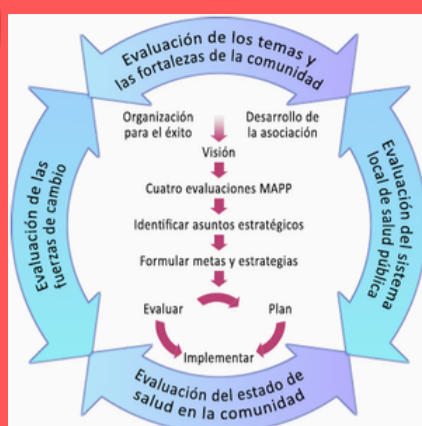 Evaluación de los temas y
las fortalezas de la comunidad
Organización
para el éxito
Desarrollo de
la asociación
Visión
Cuatro evaluaciones MAPP
Identificar asuntos estratégicos
Formular metas y estrategias
Evaluar
Plan
Implementar
Evaluación de las
fuerzas de cambio
Evaluación del sistema
local de salud pública
Evaluación del estado de
salud en la comunidad